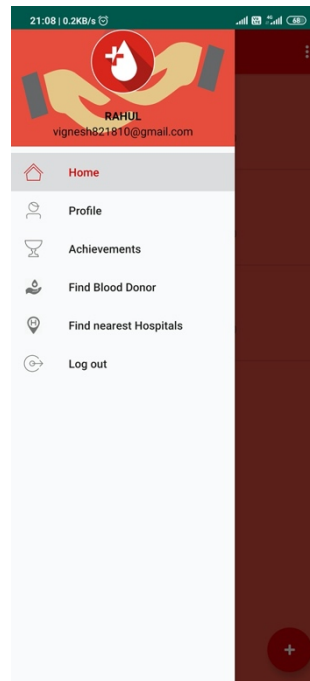 21:08 | 0.2KB/s
68
RAHUL
vignesh821810@gmail.com
Home
Profile
Achievements
Find Blood Donor
H
Find nearest Hospitals
Log out